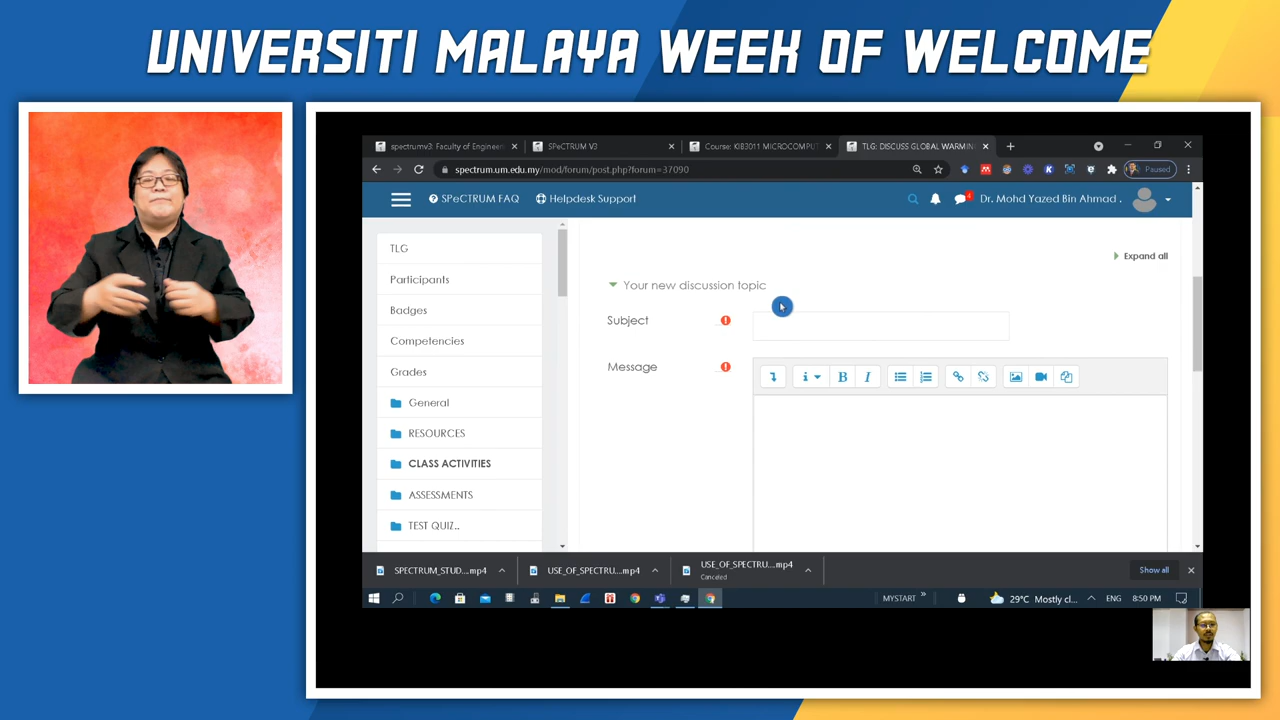 UNIVERSITI MALAYA WEEK OF WELCOME
spectrumv3: Faculty of Engineer
SPeCTRUM V3
Course: KIB3011 MICROCOMPUT
TLG: DISCUSS GLOBAL WARMIN
spectrum.um.edu.my/mod/forum/post.php?forum=37090
Paused
SPeCTRUM FAQ
Helpdesk Support
4
Dr. Mohd Yazed Bin Ahmad .
TLG
Participants
Badges
Competencies
Grades
General
RESOURCES
CLASS ACTIVITIES
ASSESSMENTS
TEST QUIZ..
Expand all
Your new discussion topic
Subject
Message
SPECTRUM_STUD....mp4
USE_OF_SPECTRU....mp4
USE_OF_SPECTRU....mp4
Canceled
Show all
MYSTART
29°C Mostly cl...
ENG
8:50 PM